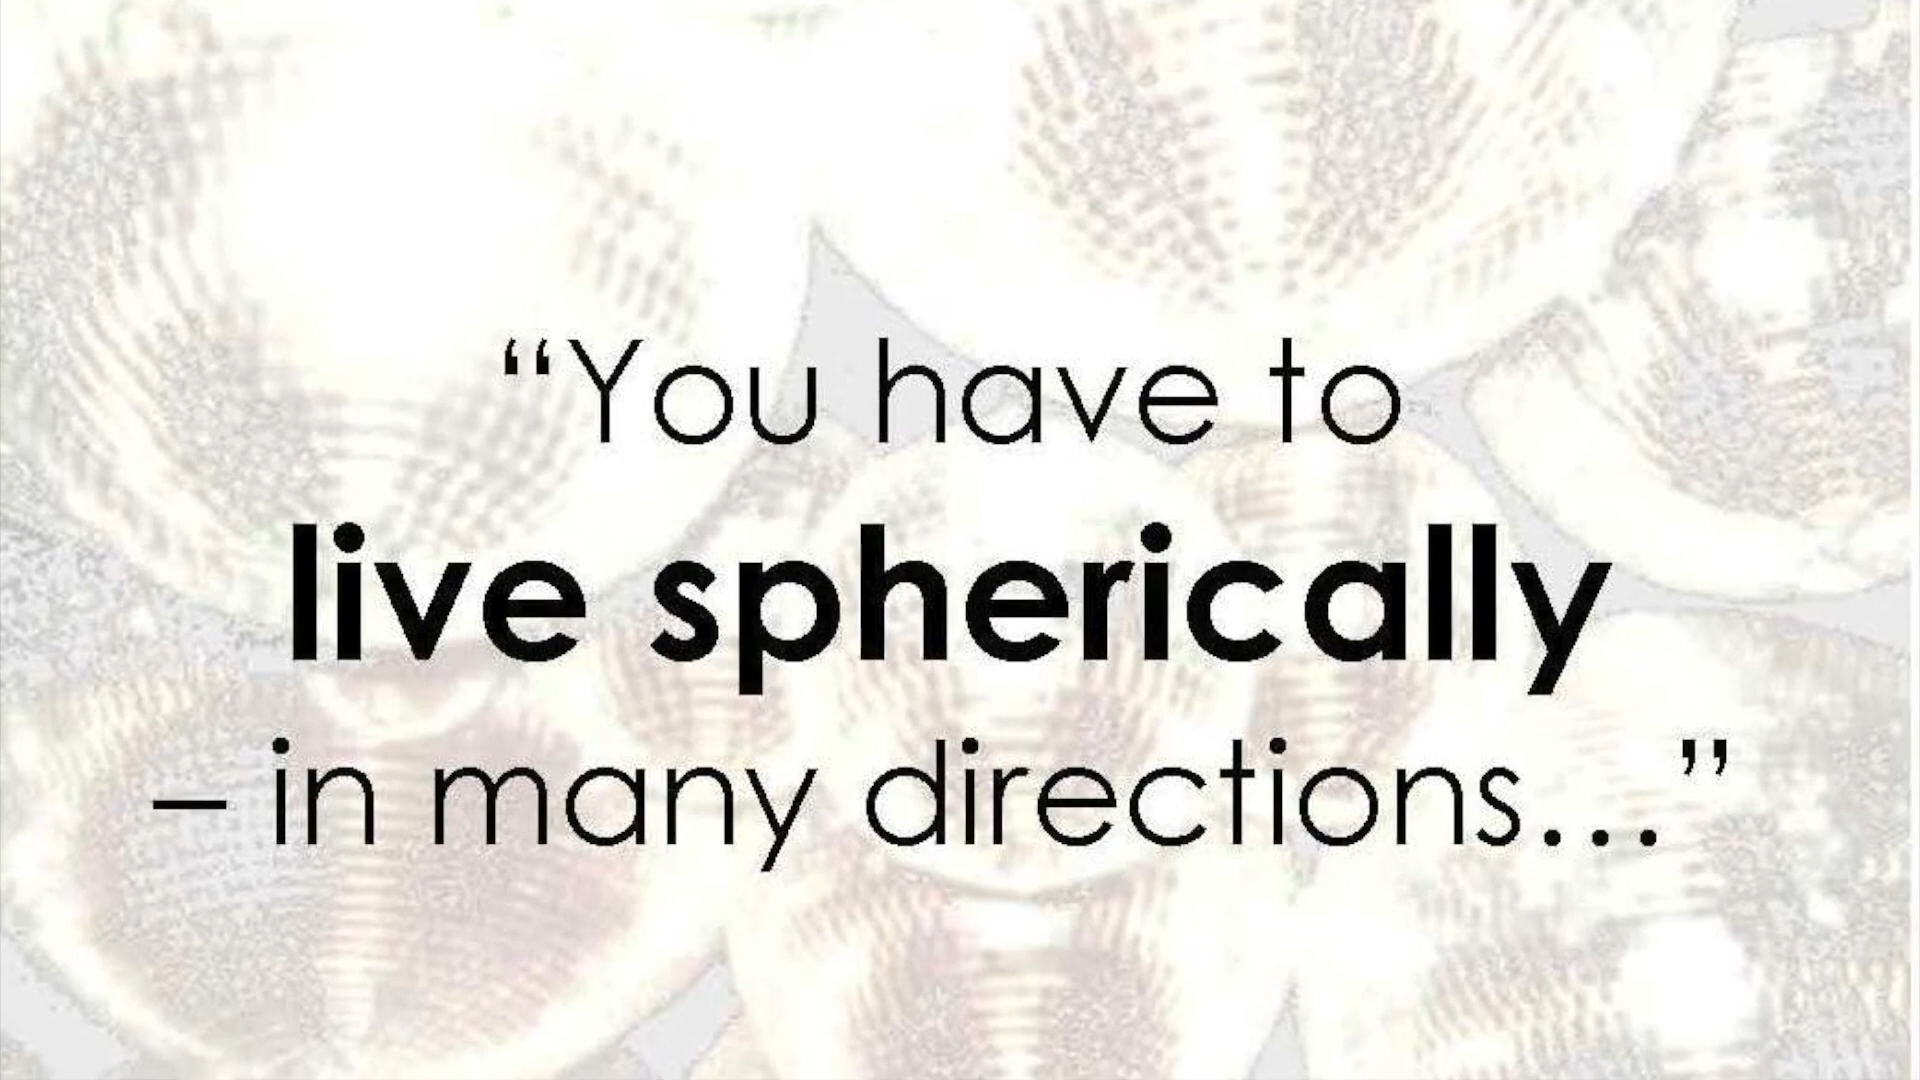 “You have to
live spherically
– in many directions...”